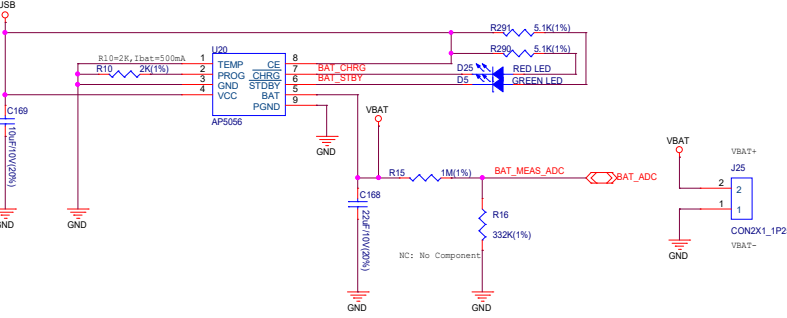 USB
R291 5.1K(1%)
R290 5.1K(1%)
U20
R10=2K,Ibat=500mA
R10 2K(1%)
1 TEMP CE 8
2 PROG CHRG 7 BAT_CHRG
3 GND STDBY 6 BAT_STBY
4 VCC BAT 5
PGND 9
AP5056
D25 RED LED
D5 GREEN LED
C169
10uF/10V(20%)
GND
GND
GND
VBAT
R15 1M(1%)
BAT_MEAS_ADC
BAT_ADC
C168
22uF/10V(20%)
R16
332K(1%)
NC: No Component
GND
GND
VBAT
VBAT+
J25
2 2
1 1
CON2X1_1P2
VBAT-
GND